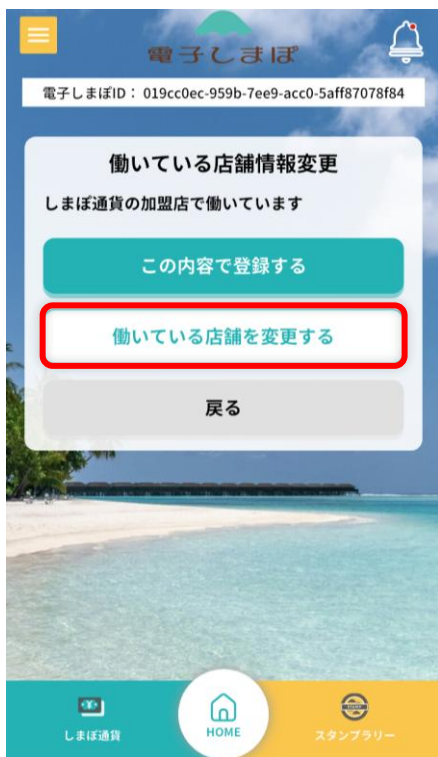 電子しまぽ
電子しまぽID： 019cc0ec-959b-7ee9-acc0-5aff87078f84
働いている店舗情報変更
しまぽ通貨の加盟店で働いています
この内容で登録する
働いている店舗を変更する
戻る
しまぽ通貨
HOME
スタンプラリー